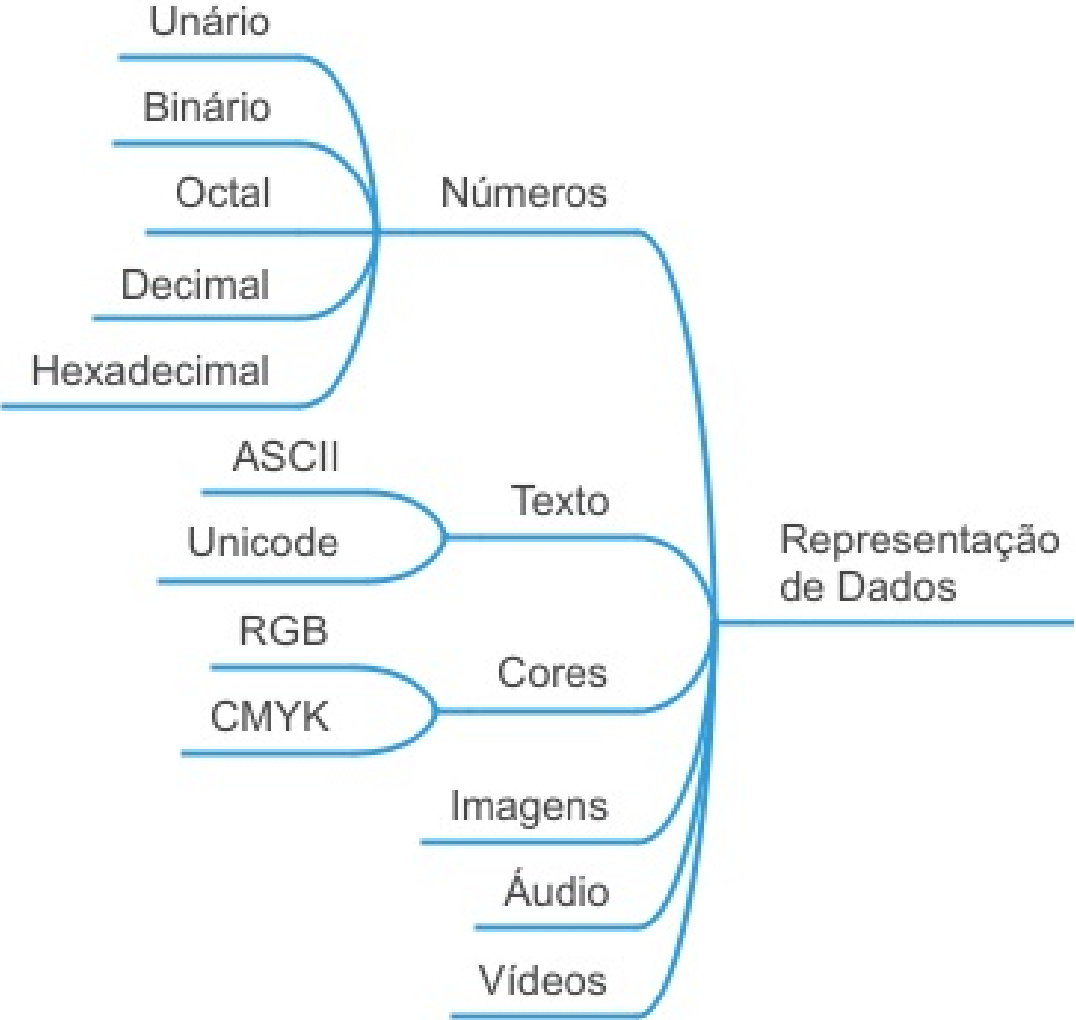 Unário
Binário
Octal
Números
Decimal
Hexadecimal
ASCII
Texto
Unicode
Representação
de Dados
RGB
Cores
CMYK
Imagens
Áudio
Vídeos